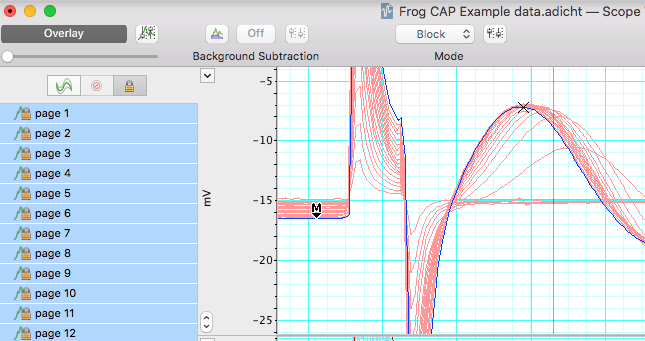 Frog CAP Example data.adicht — Scope
Overlay
Off
Block
Background Subtraction
Mode
page 1
page 2
page 3
page 4
page 5
page 6
page 7
page 8
page 9
page 10
page 11
page 12
mV
−5
−10
−15
−20
−25
M